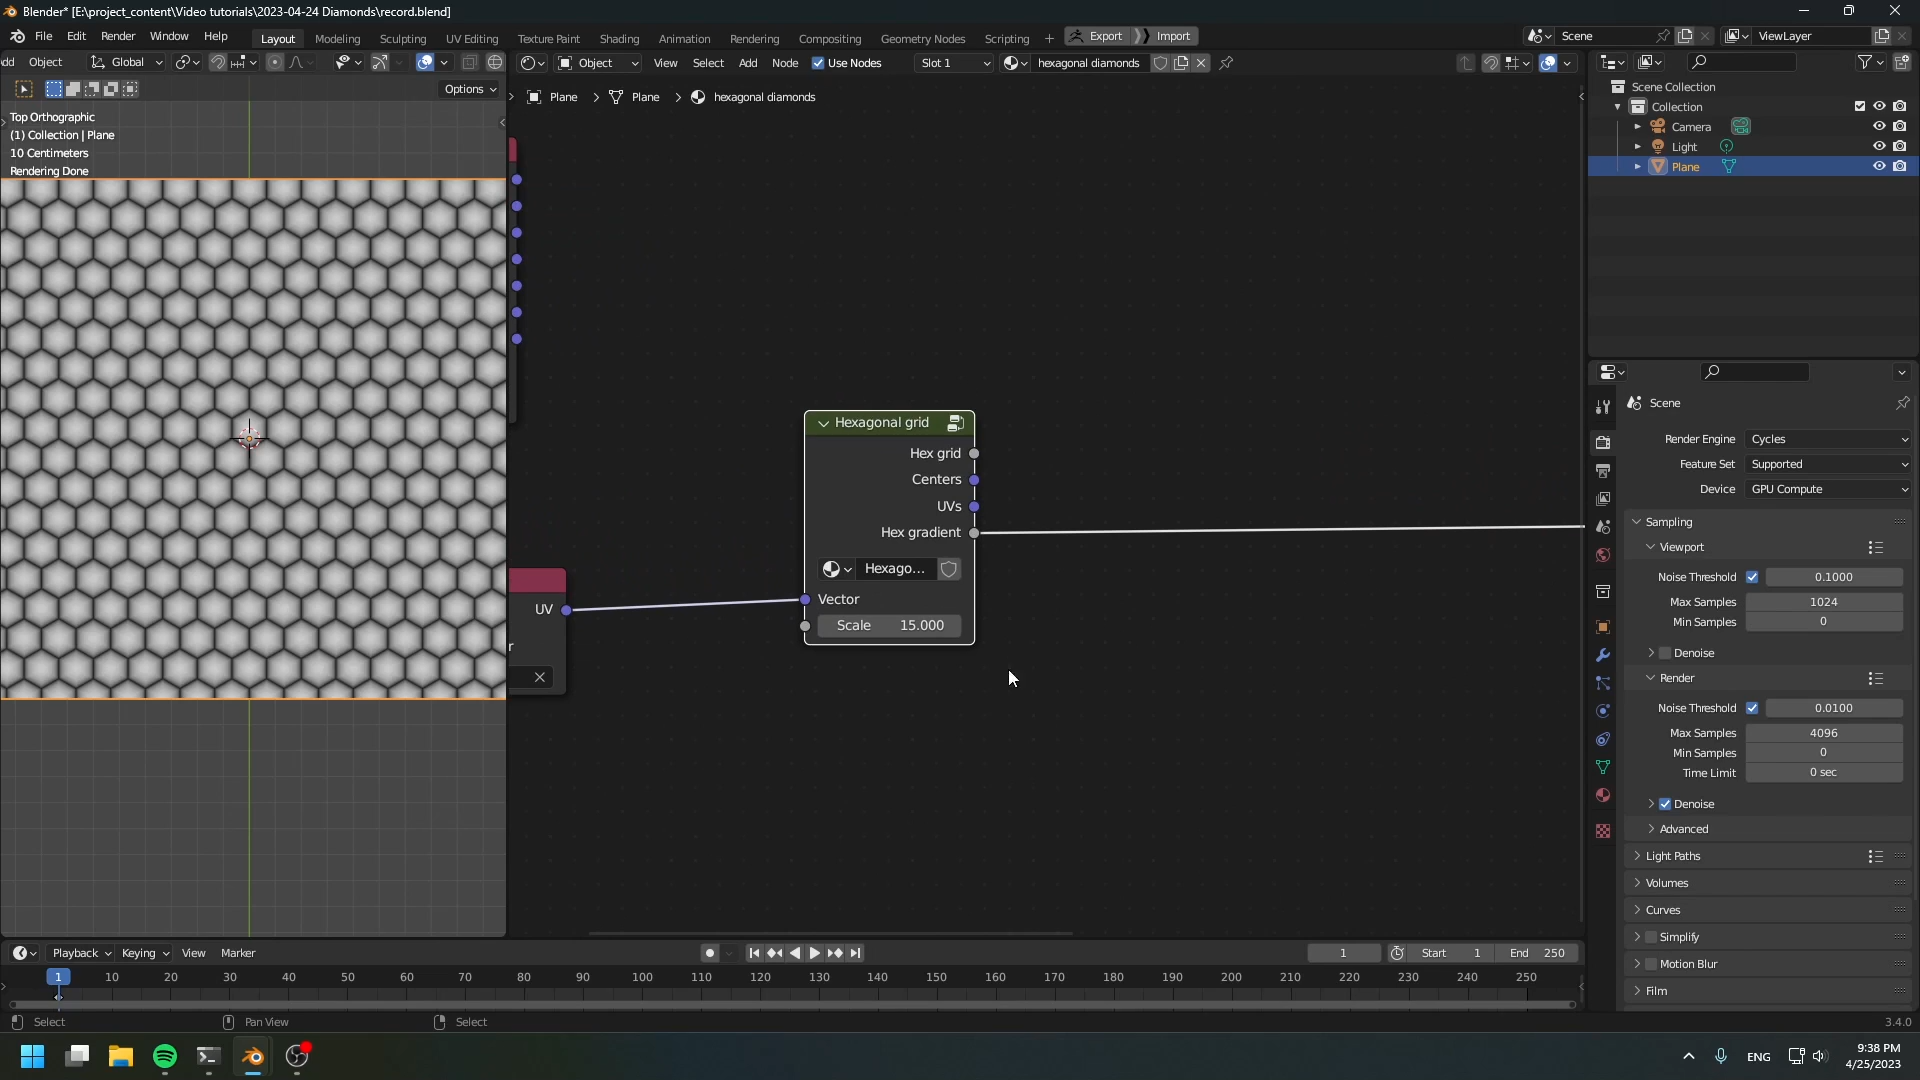 Blender* [E:\project_content\Video tutorials\2023-04-24 Diamonds\record.blend]
File Edit Render Window Help Layout Modeling Sculpting UV Editing Texture Paint Shading Animation Rendering Compositing Geometry Nodes Scripting + Export Import Scene ViewLayer
dd Object Global Object View Select Add Node Use Nodes Slot 1 hexagonal diamonds
Options
Plane > Plane > hexagonal diamonds
Top Orthographic
(1) Collection | Plane
10 Centimeters
Rendering Done
Scene Collection
Collection
Camera
Light
Plane
Hexagonal grid
Hex grid
Centers
UVs
Hex gradient
Hexago...
Vector
Scale 15.000
UV
r
Scene
Render Engine Cycles
Feature Set Supported
Device GPU Compute
Sampling
Viewport
Noise Threshold 0.1000
Max Samples 1024
Min Samples 0
Denoise
Render
Noise Threshold 0.0100
Max Samples 4096
Min Samples 0
Time Limit 0 sec
Denoise
Advanced
Light Paths
Volumes
Curves
Simplify
Motion Blur
Film
Playback Keying View Marker 1 Start 1 End 250
1 10 20 30 40 50 60 70 80 90 100 110 120 130 140 150 160 170 180 190 200 210 220 230 240 250
Select Pan View Select 3.4.0
ENG 9:38 PM
4/25/2023